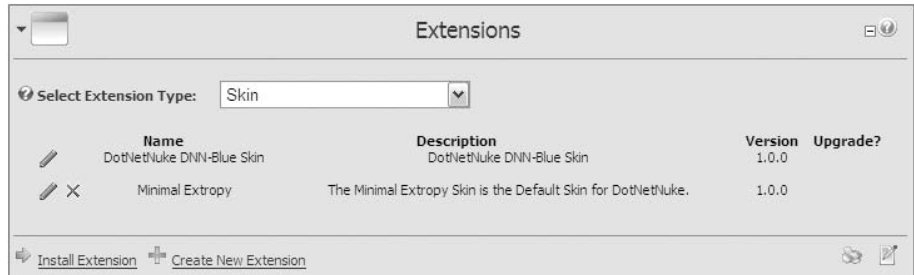 Extensions
Select Extension Type: Skin
Name Description Version Upgrade?
DotNetNuke DNN-Blue Skin DotNetNuke DNN-Blue Skin 1.0.0
Minimal Extropy The Minimal Extropy Skin is the Default Skin for DotNetNuke. 1.0.0
Install Extension Create New Extension